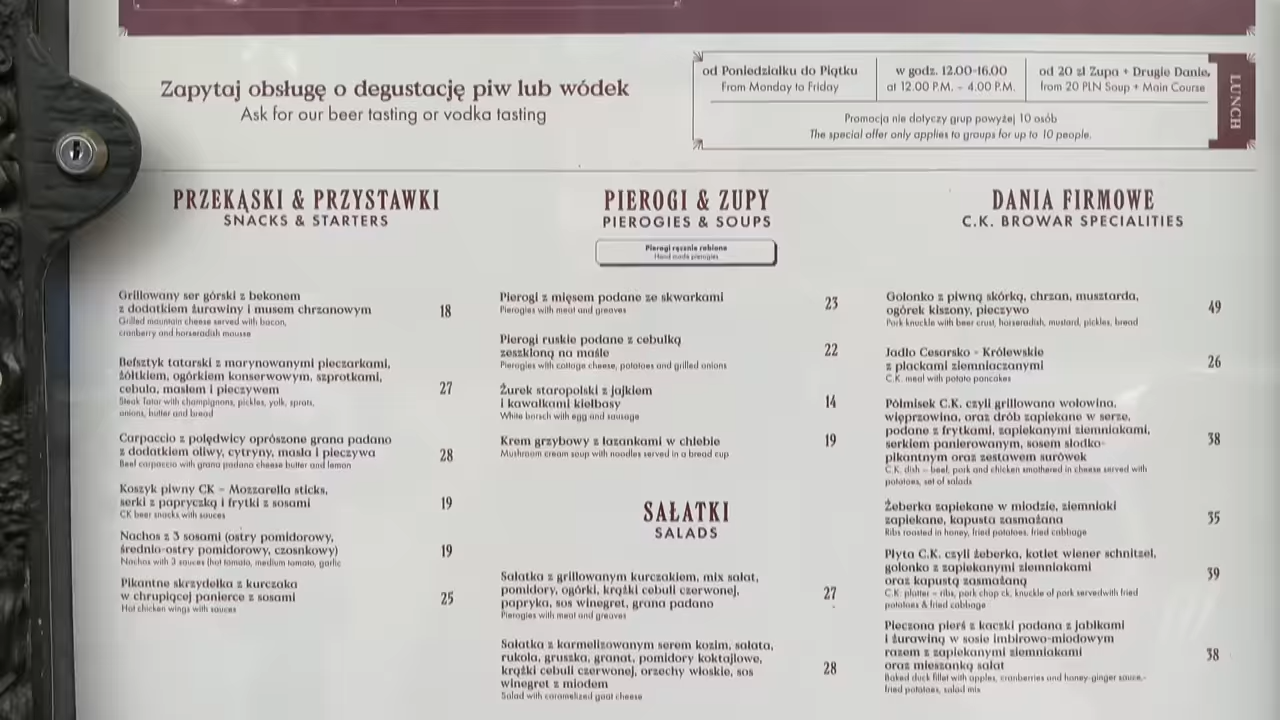 Zapytaj obsługę o degustację piw lub wódek
Ask for our beer tasting or vodka tasting
od Poniedziałku do Piątku
From Monday to Friday
w godz. 12.00-16.00
at 12.00 P.M. - 4.00 P.M.
od 20 zł Zupa + Drugie Danie,
from 20 PLN Soup + Main Course
Promocja nie dotyczy grup powyżej 10 osób
The special offer only applies to groups for up to 10 people.
LUNCH
PRZEKĄSKI & PRZYSTAWKI
SNACKS & STARTERS
Grillowany ser górski z bekonem
z dodatkiem żurawiny i musem chrzanowym 18
Grilled mountain cheese served with bacon,
cranberry and horseradish mousse
Befsztyk tatarski z marynowanymi pieczarkami,
żółtkiem, ogórkiem konserwowym, szprotkami,
cebulą, masłem i pieczywem 27
Steak Tatar with champignons, pickles, yolk, sprats,
onions, butter and bread
Carpaccio z polędwicy oprószone grana padano
z dodatkiem oliwy, cytryny, masła i pieczywa 28
Beef carpaccio with grana padana cheese butter and lemon
Koszyk piwny CK - Mozzarella sticks,
serki z papryczką i frytki z sosami 19
CK beer snacks with sauces
Nachos z 3 sosami (ostry pomidorowy,
średnio-ostry pomidorowy, czosnkowy) 19
Nachos with 3 sauces (hot tomato, medium tomato, garlic
Pikantne skrzydełka z kurczaka
w chrupiącej panierce z sosami 25
Hot chicken wings with sauces
PIEROGI & ZUPY
PIEROGIES & SOUPS
Pierogi ręcznie robione
Hand made pierogies
Pierogi z mięsem podane ze skwarkami 23
Pierogies with meat and greaves
Pierogi ruskie podane z cebulką
zeszkloną na maśle 22
Pierogies with cottage cheese, potatoes and grilled onions
Żurek staropolski z jajkiem
i kawałkami kiełbasy 14
White borsch with egg and sausage
Krem grzybowy z łazankami w chlebie 19
Mushroom cream soup with noodles served in a bread cup
SAŁATKI
SALADS
Sałatka z grillowanym kurczakiem, mix sałat,
pomidory, ogórki, krążki cebuli czerwonej,
papryka, sos winegret, grana padano 27
Pierogies with meat and greaves
Sałatka z karmelizowanym serem kozim, sałata,
rukola, gruszka, granat, pomidory koktajlowe,
krążki cebuli czerwonej, orzechy włoskie, sos
winegret z miodem 28
Salad with caramelized goat cheese
DANIA FIRMOWE
C.K. BROWAR SPECIALITIES
Golonko z piwną skórką, chrzan, musztarda,
ogórek kiszony, pieczywo 49
Pork knuckle with beer crust, horseradish, mustard, pickles, bread
Jadło Cesarsko - Królewskie
z plackami ziemniaczanymi 26
C.K. meal with potato pancakes
Półmisek C.K. czyli grillowana wołowina,
wieprzowina, oraz drób zapiekane w serze,
podane z frytkami, zapiekanymi ziemniakami,
serkiem panierowanym, sosem słodko-
pikantnym oraz zestawem surówek 38
C.K. dish - beef, pork and chicken smothered in cheese served with
potatoes, set of salads
Żeberka zapiekane w miodzie, ziemniaki
zapiekane, kapusta zasmażana 35
Ribs roasted in honey, fried potatoes, fried cabbage
Płyta C.K. czyli żeberka, kotlet wiener schnitzel,
golonka z zapiekanymi ziemniakami
oraz kapustą zasmażaną 39
C.K. platter - ribs, pork chop ck, knuckle of pork servedwith fried
potatoes & fried cabbage
Pieczona pierś z kaczki podana z jabłkami
i żurawiną w sosie imbirowo-miodowym
razem z zapiekanymi ziemniakami
oraz mieszanką sałat 38
Baked duck fillet with apples, cranberries and honey-ginger sauce,-
fried potatoes, salad mix